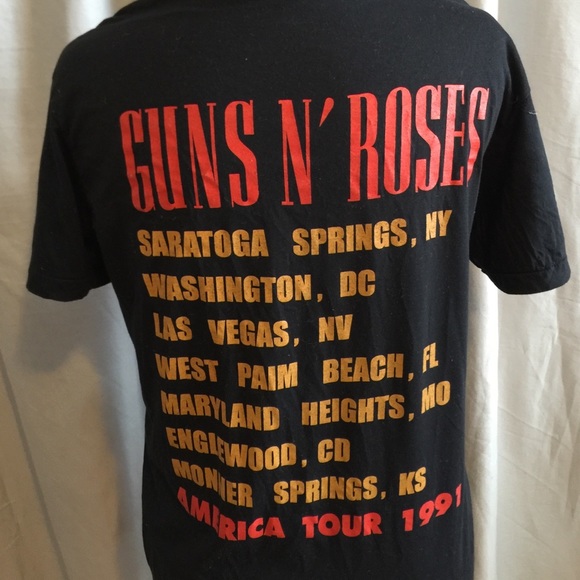 GUNS N' ROSES
SARATOGA SPRINGS, NY
WASHINGTON, DC
LAS VEGAS, NV
WEST PAIM BEACH, FL
MARYLAND HEIGHTS, MO
ENGLEWOOD, CD
MONNER SPRINGS, KS
AMERICA TOUR 1991